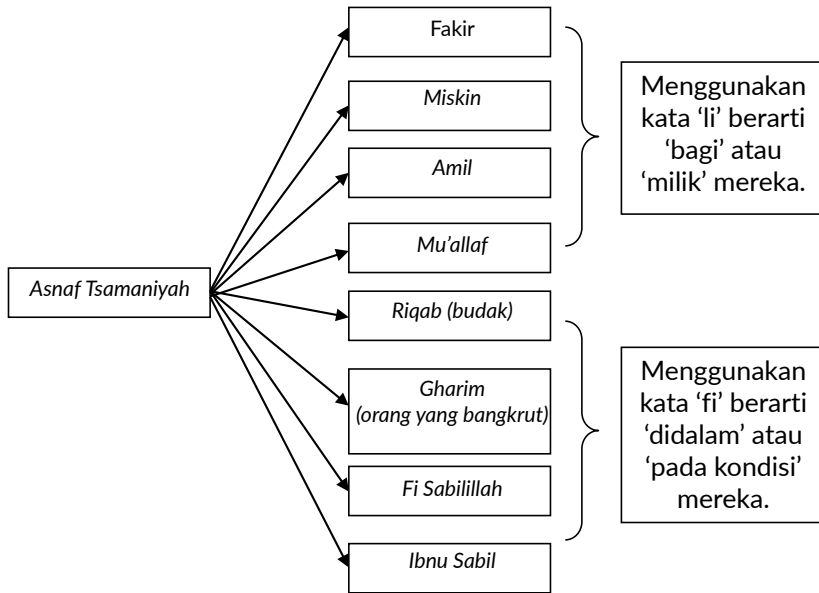 Asnaf Tsamaniyah
Fakir
Miskin
Amil
Mu’allaf
Riqab (budak)
Gharim
(orang yang bangkrut)
Fi Sabilillah
Ibnu Sabil
Menggunakan
kata ‘li’ berarti
‘bagi’ atau
‘milik’ mereka.
Menggunakan
kata ‘fi’ berarti
‘didalam’ atau
‘pada kondisi’
mereka.